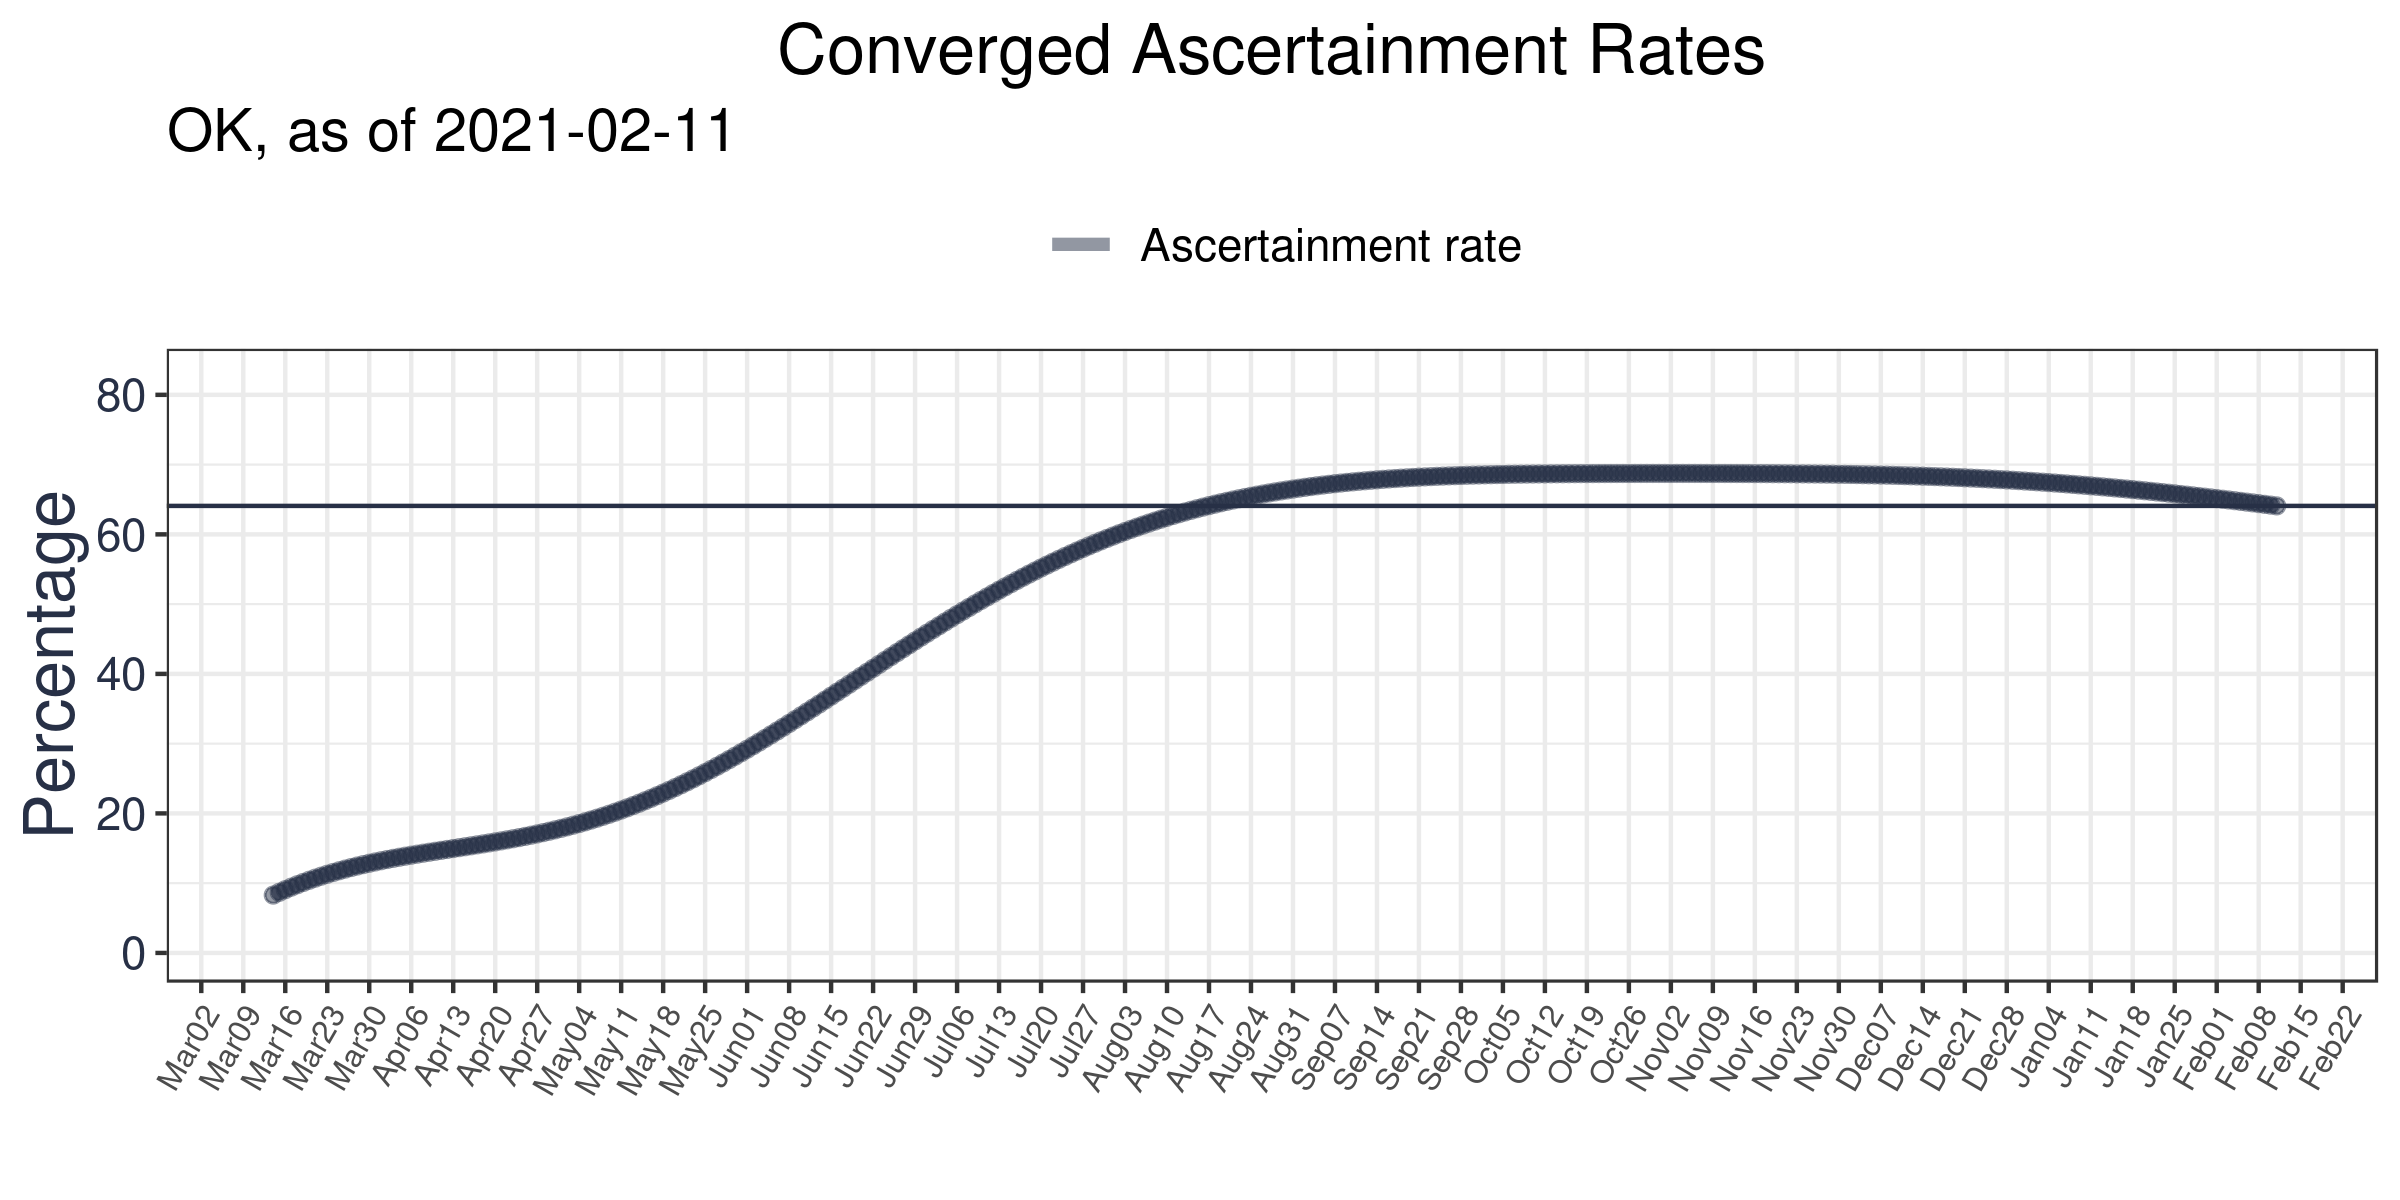 Converged Ascertainment Rates
OK, as of 2021-02-11
Ascertainment rate
Percentage
80
60
40
20
0
Mar02 Mar09 Mar16 Mar23 Mar30 Apr06 Apr13 Apr20 Apr27 May04 May11 May18 May25 Jun01 Jun08 Jun15 Jun22 Jun29 Jul06 Jul13 Jul20 Jul27 Aug03 Aug10 Aug17 Aug24 Aug31 Sep07 Sep14 Sep21 Sep28 Oct05 Oct12 Oct19 Oct26 Nov02 Nov09 Nov16 Nov23 Nov30 Dec07 Dec14 Dec21 Dec28 Jan04 Jan11 Jan18 Jan25 Feb01 Feb08 Feb15 Feb22